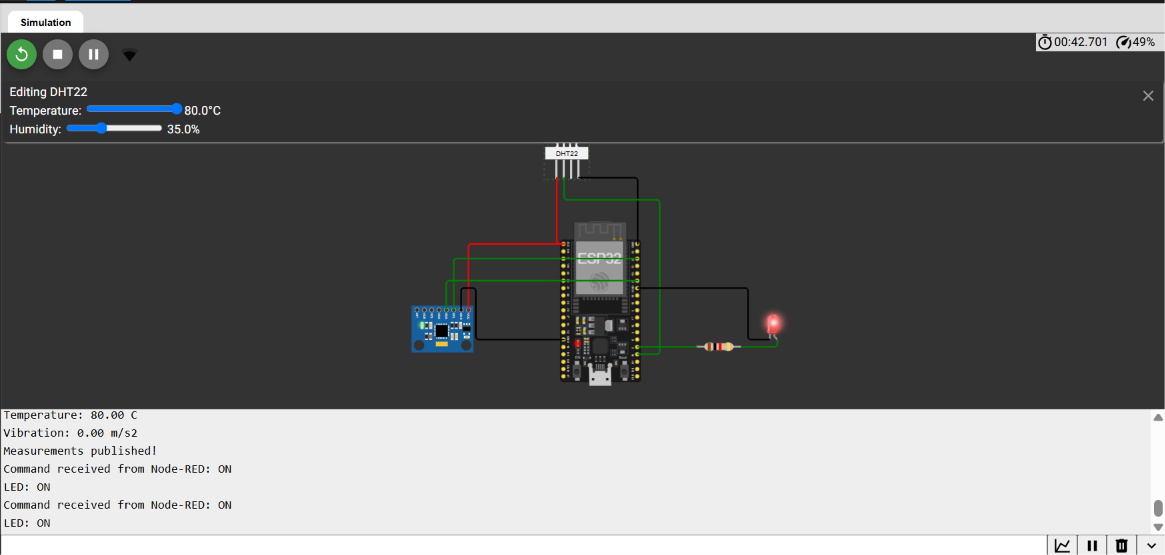 Simulation
00:42.701 49%
Editing DHT22
Temperature: 80.0°C
Humidity: 35.0%
DHT22
ESP32
Temperature: 80.00 C
Vibration: 0.00 m/s2
Measurements published!
Command received from Node-RED: ON
LED: ON
Command received from Node-RED: ON
LED: ON